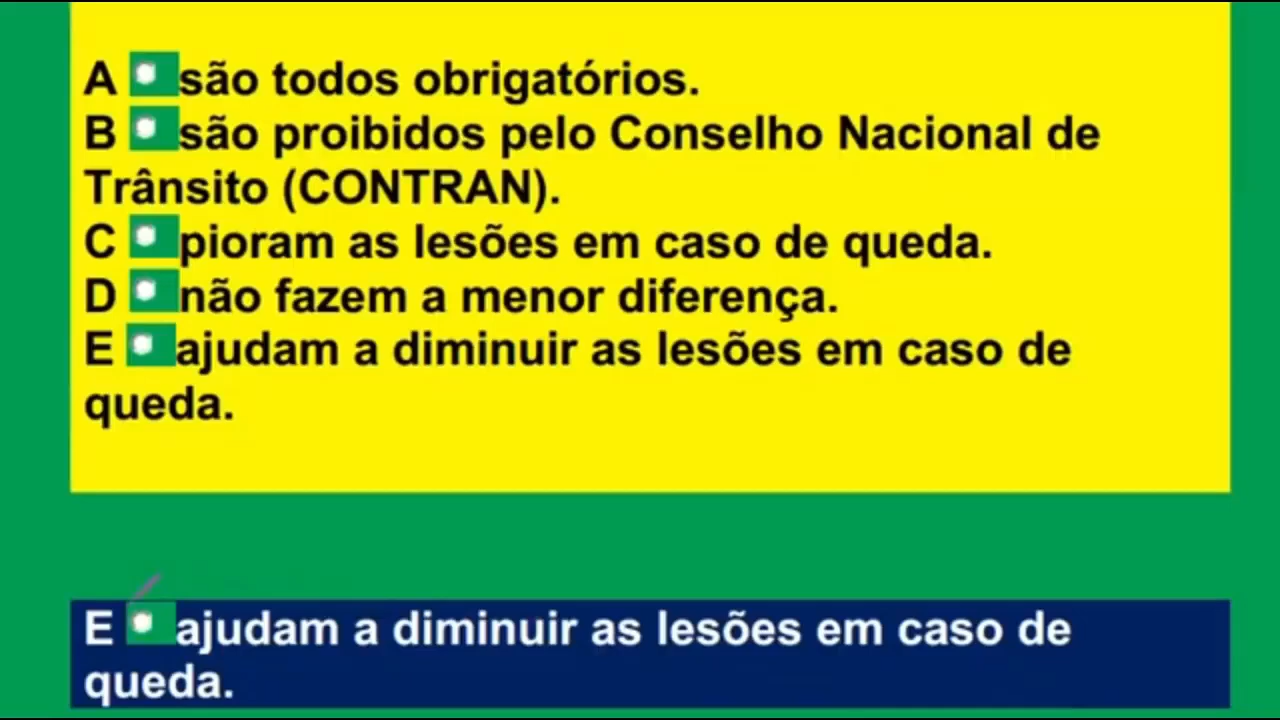 A são todos obrigatórios.
B são proibidos pelo Conselho Nacional de
Trânsito (CONTRAN).
C pioram as lesões em caso de queda.
D não fazem a menor diferença.
E ajudam a diminuir as lesões em caso de
queda.
E ajudam a diminuir as lesões em caso de
queda.